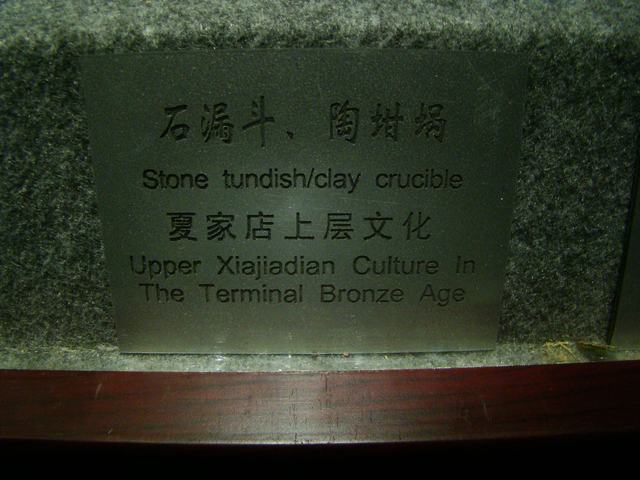 石漏斗、陶坩埚
Stone tundish/clay crucible
夏家店上层文化
Upper Xiajiadian Culture In
The Terminal Bronze Age